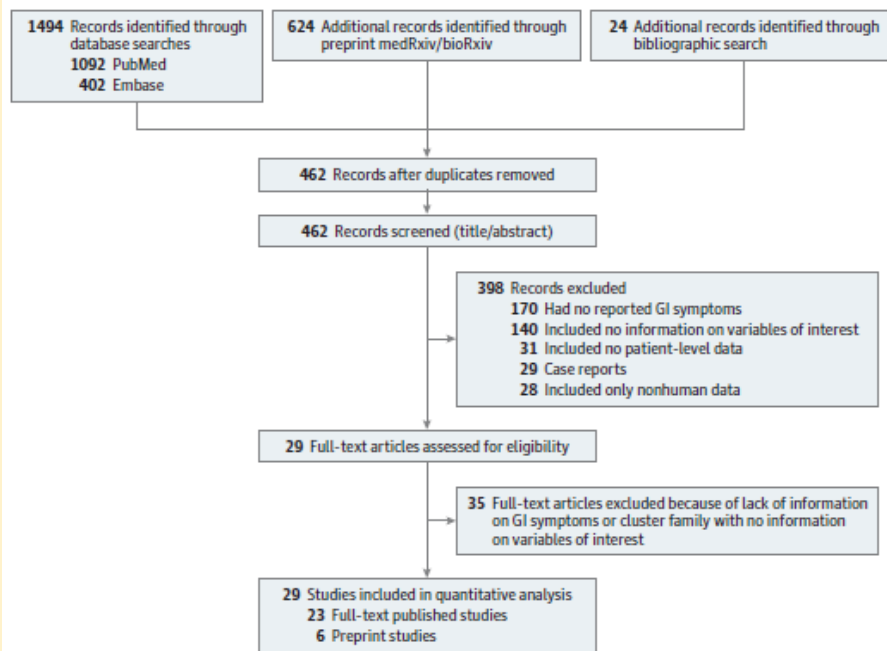 1494 Records identified through
database searches
1092 PubMed
402 Embase
624 Additional records identified through
preprint medRxiv/bioRxiv
24 Additional records identified through
bibliographic search
462 Records after duplicates removed
462 Records screened (title/abstract)
398 Records excluded
170 Had no reported GI symptoms
140 Included no information on variables of interest
31 Included no patient-level data
29 Case reports
28 Included only nonhuman data
29 Full-text articles assessed for eligibility
35 Full-text articles excluded because of lack of information
on GI symptoms or cluster family with no information
on variables of interest
29 Studies included in quantitative analysis
23 Full-text published studies
6 Preprint studies